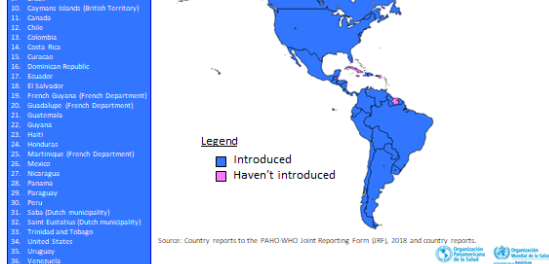 10. Caymans Islands (British Territory)
11. Canada
12. Chile
13. Colombia
14. Costa Rica
15. Curacao
16. Dominican Republic
17. Ecuador
18. El Salvador
19. French Guyana (French Department)
20. Guadalupe (French Department)
21. Guatemala
22. Guyana
23. Haiti
24. Honduras
25. Martinique (French Department)
26. Mexico
27. Nicaragua
28. Panama
29. Paraguay
30. Peru
31. Saba (Dutch municipality)
32. Saint Eustatius (Dutch municipality)
33. Trinidad and Tobago
34. United States
35. Uruguay
36. Venezuela
Legend
Introduced
Haven't introduced
Source: Country reports to the PAHO-WHO Joint Reporting Form (JRF), 2018 and country reports.
Organización
Panamericana
de la Salud
Organización
Mundial de la Salud